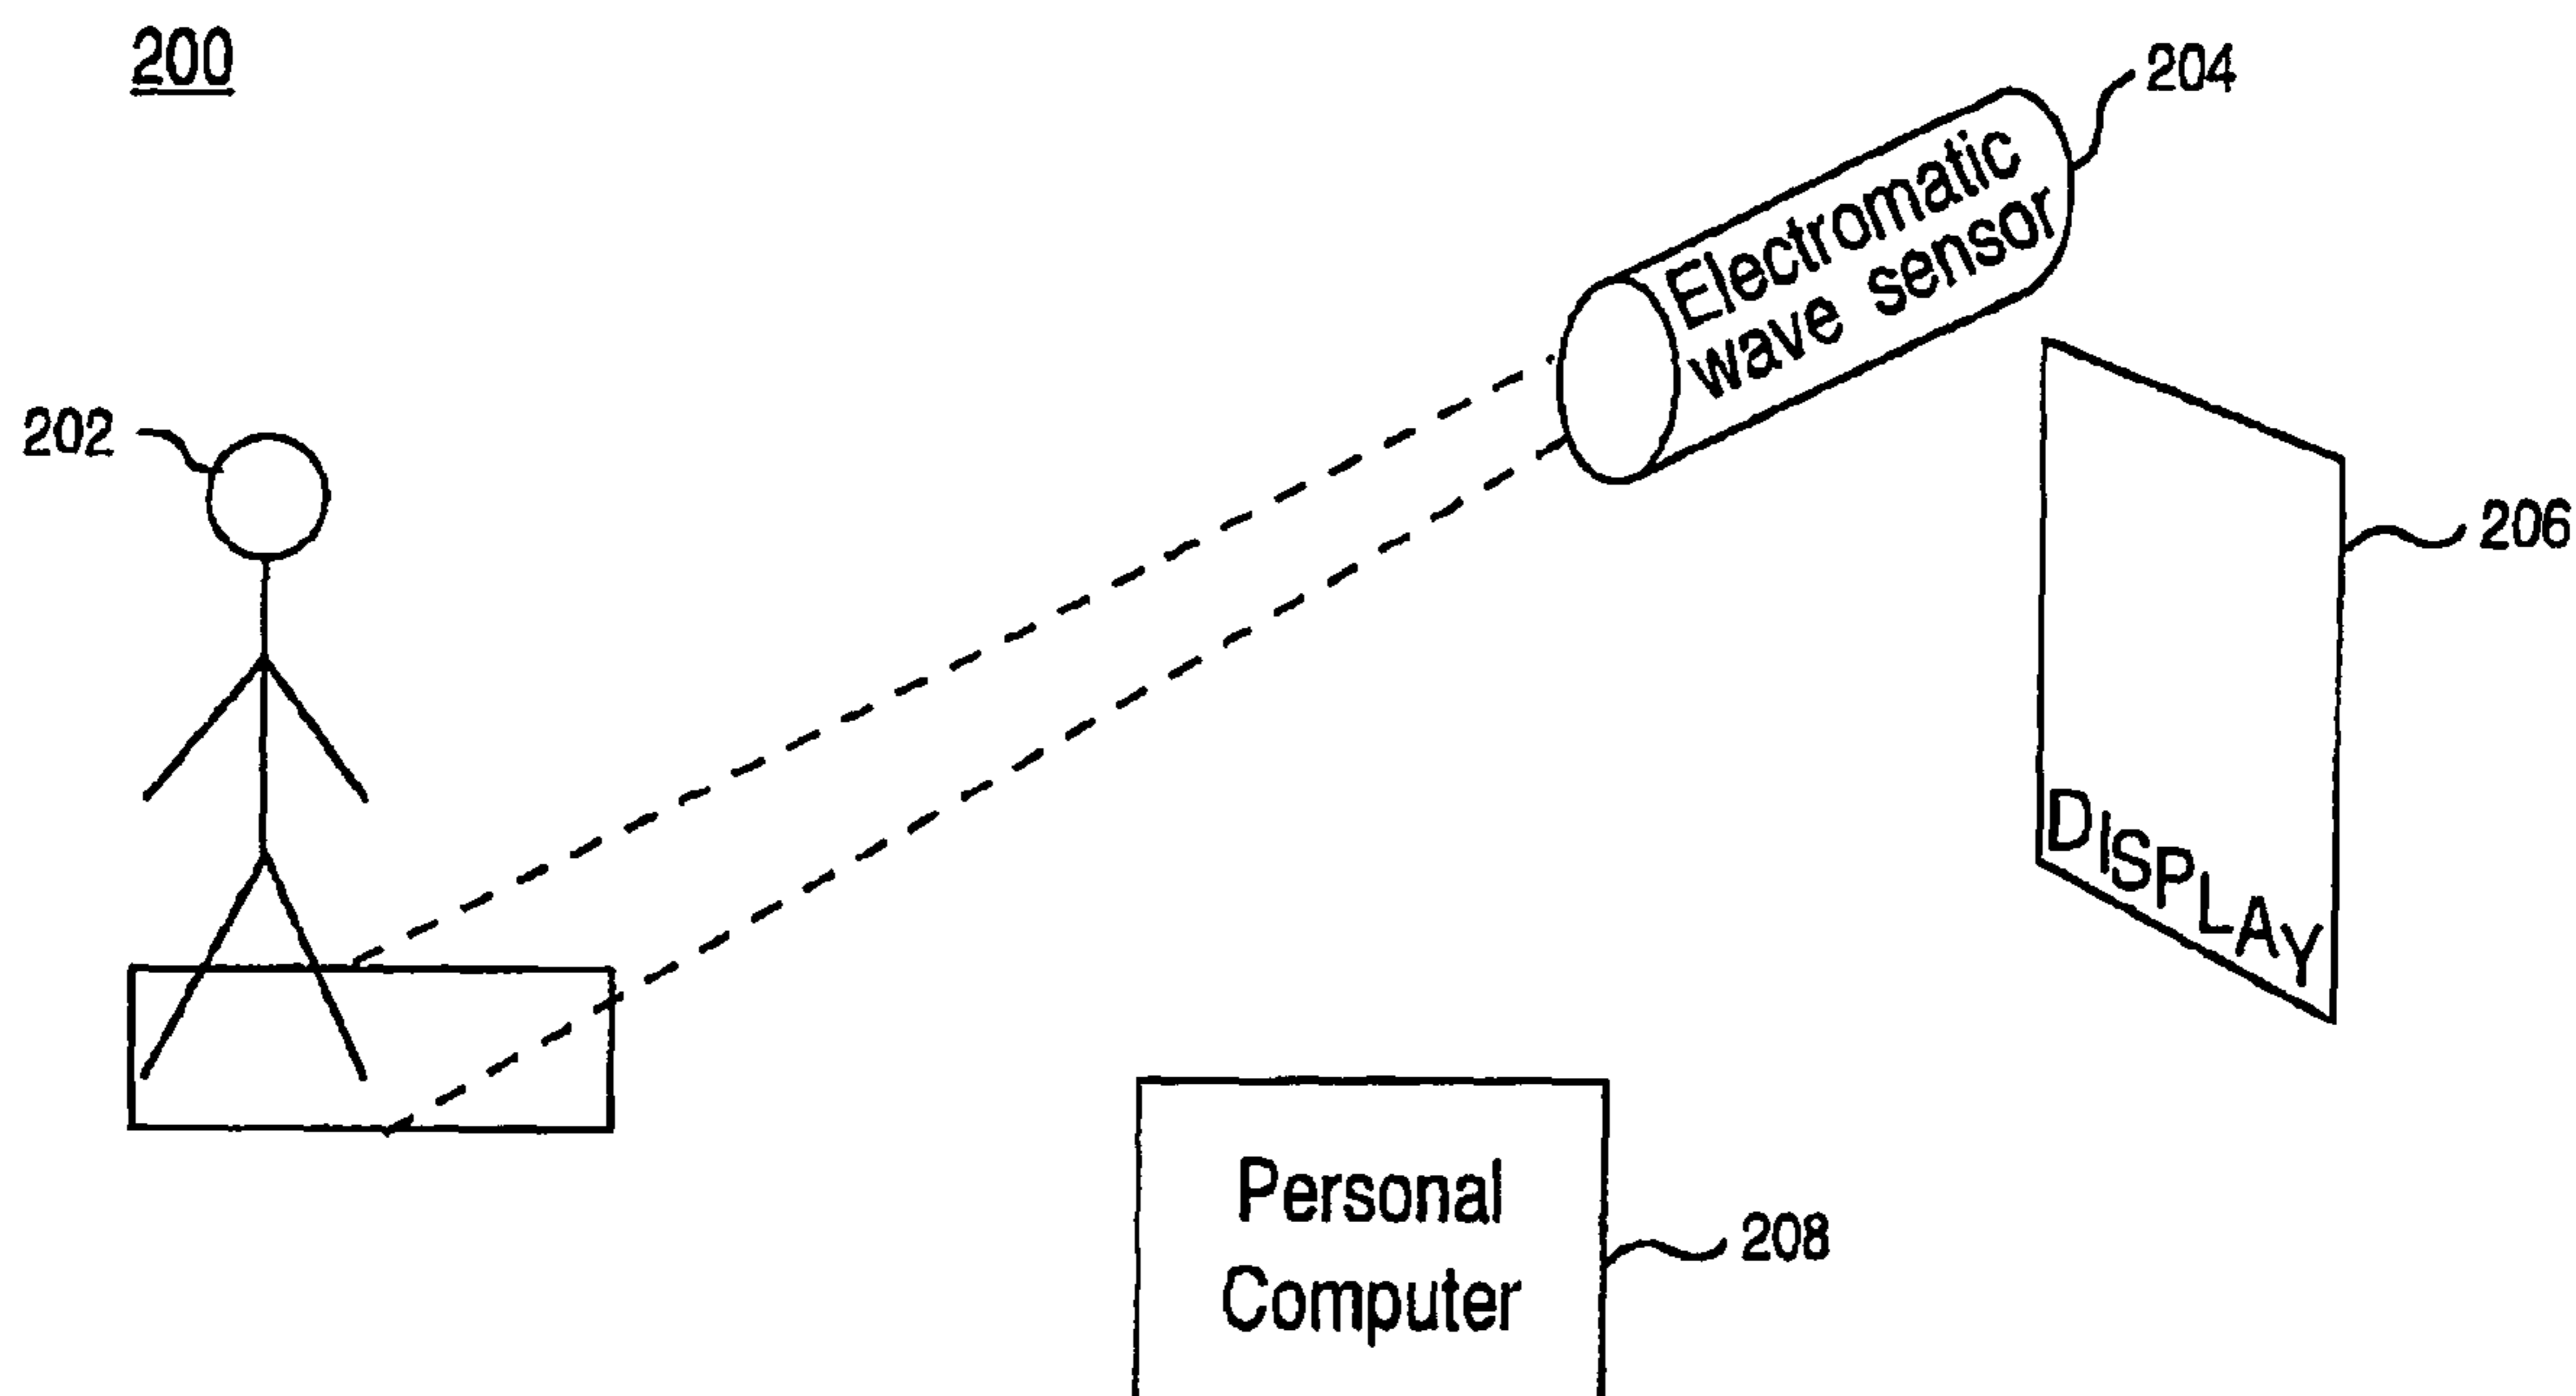 200
204
Electromatic
wave sensor
202
206
DISPLAY
Personal
Computer
208